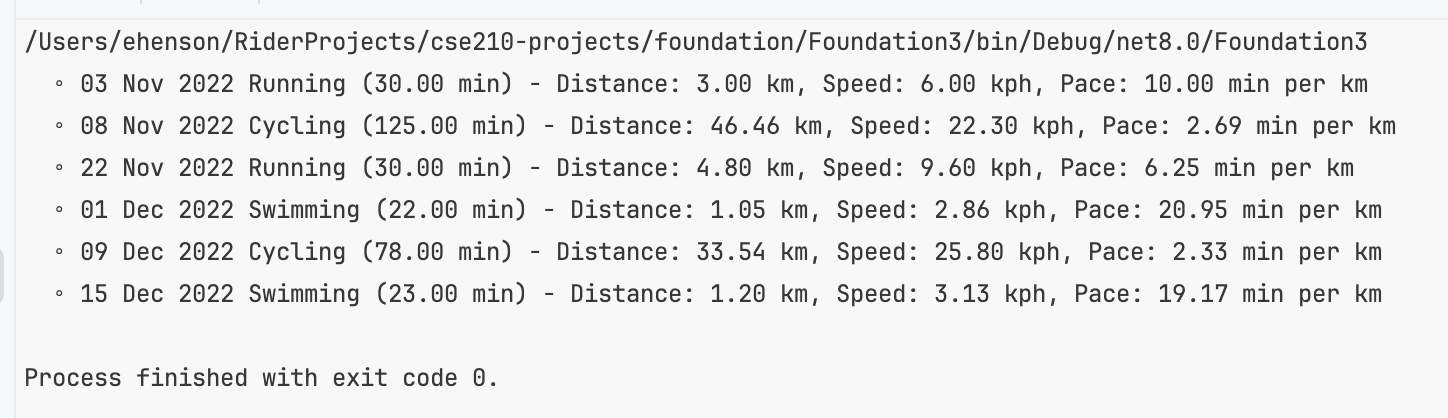 /Users/ehenson/RiderProjects/cse210-projects/foundation/Foundation3/bin/Debug/net8.0/Foundation3
◦ 03 Nov 2022 Running (30.00 min) - Distance: 3.00 km, Speed: 6.00 kph, Pace: 10.00 min per km
◦ 08 Nov 2022 Cycling (125.00 min) - Distance: 46.46 km, Speed: 22.30 kph, Pace: 2.69 min per km
◦ 22 Nov 2022 Running (30.00 min) - Distance: 4.80 km, Speed: 9.60 kph, Pace: 6.25 min per km
◦ 01 Dec 2022 Swimming (22.00 min) - Distance: 1.05 km, Speed: 2.86 kph, Pace: 20.95 min per km
◦ 09 Dec 2022 Cycling (78.00 min) - Distance: 33.54 km, Speed: 25.80 kph, Pace: 2.33 min per km
◦ 15 Dec 2022 Swimming (23.00 min) - Distance: 1.20 km, Speed: 3.13 kph, Pace: 19.17 min per km
Process finished with exit code 0.